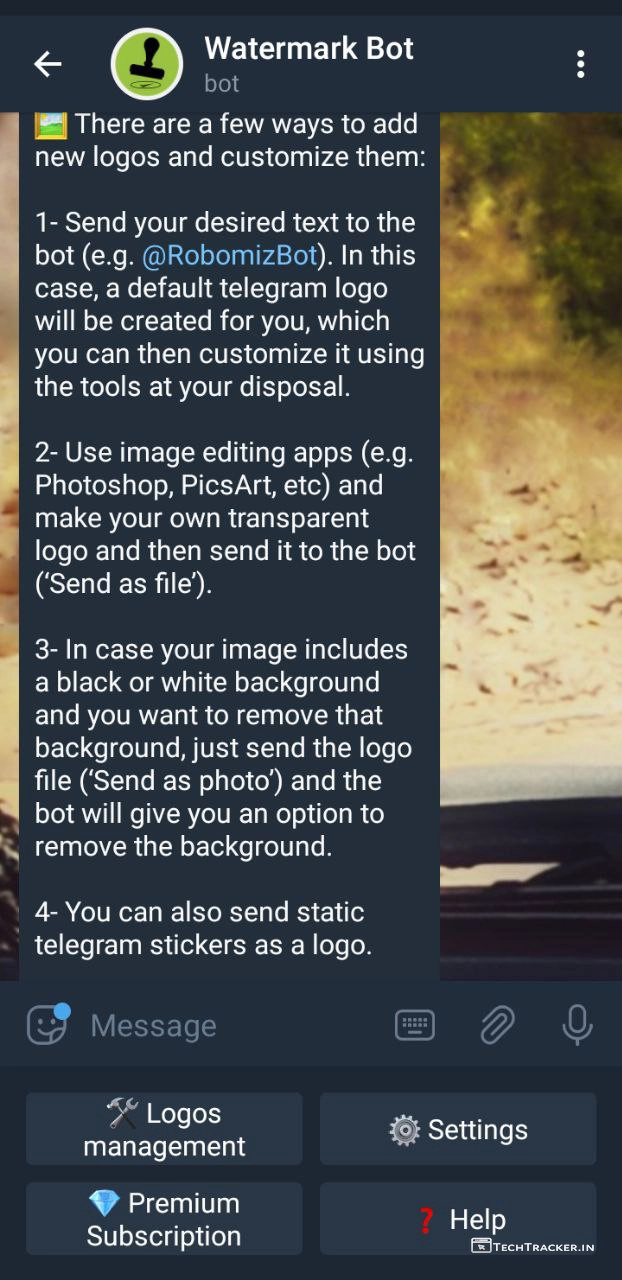 Watermark Bot
bot
There are a few ways to add
new logos and customize them:
1- Send your desired text to the
bot (e.g. @RobomizBot). In this
case, a default telegram logo
will be created for you, which
you can then customize it using
the tools at your disposal.
2- Use image editing apps (e.g.
Photoshop, PicsArt, etc) and
make your own transparent
logo and then send it to the bot
(‘Send as file’).
3- In case your image includes
a black or white background
and you want to remove that
background, just send the logo
file (‘Send as photo’) and the
bot will give you an option to
remove the background.
4- You can also send static
telegram stickers as a logo.
Message
Logos
management
Settings
Premium
Subscription
Help
TECHTRACKER.IN